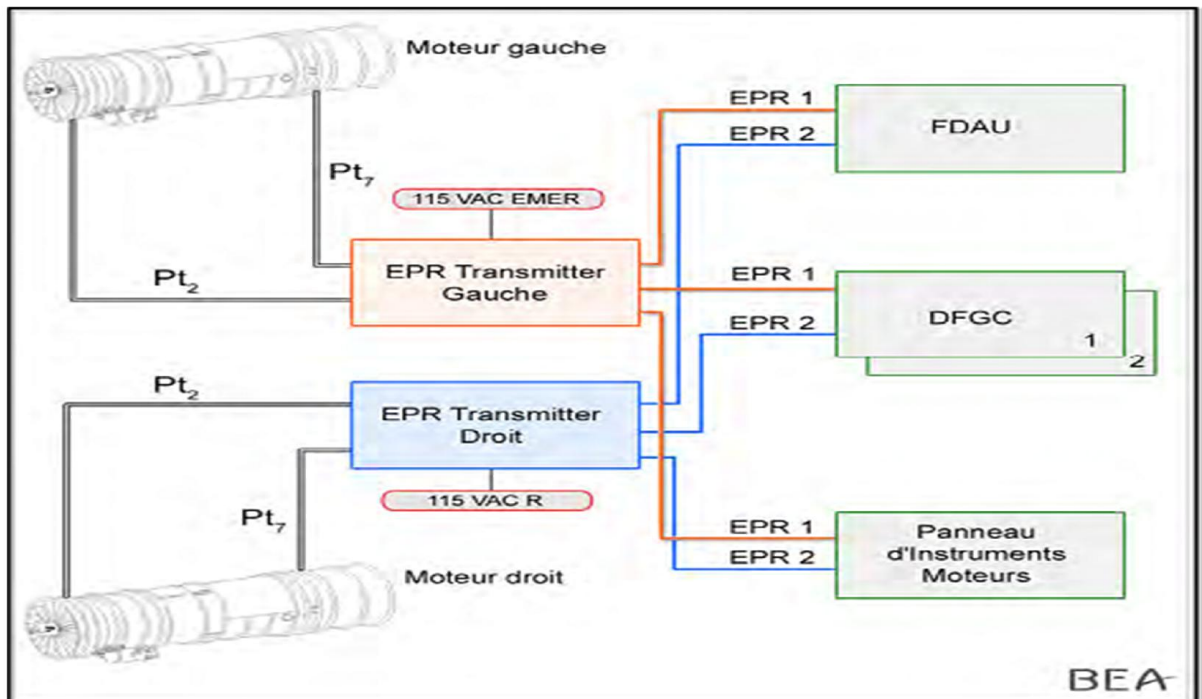 Moteur gauche
EPR 1
FDAU
EPR 2
Pt₇
115 VAC EMER
EPR Transmitter
Gauche
Pt₂
EPR 1
DFGC
EPR 2
1
2
Pt₂
EPR Transmitter
Droit
115 VAC R
Pt₇
EPR 1
EPR 2
Panneau
d'Instruments
Moteurs
Moteur droit
BEA